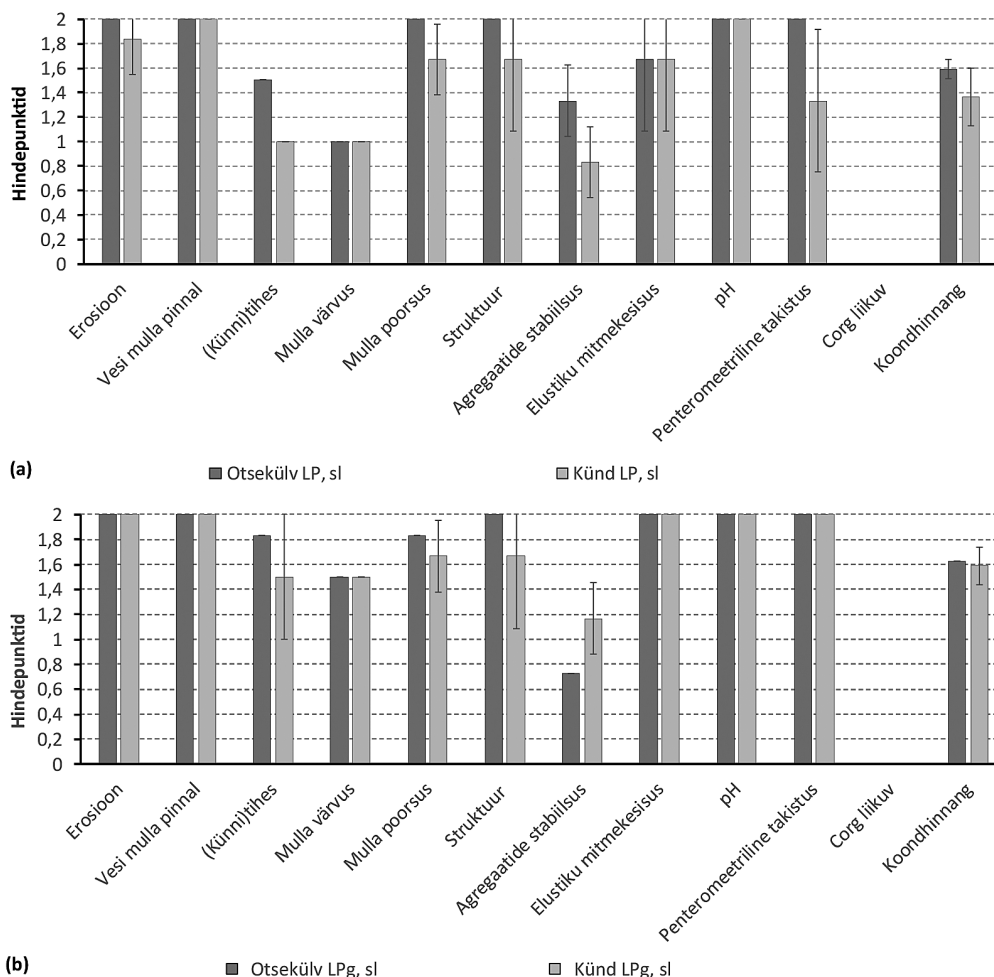 Hindepunktid
2
1,8
1,6
1,4
1,2
1
0,8
0,6
0,4
0,2
0
Erosioon
Vesi mulla pinnal
(Künni)tihes
Mulla värvus
Mulla poorsus
Struktuur
Agregaatide stabiilsus
Elustiku mitmekesisus
pH
Penteromeetriline takistus
Corg liikuv
Koondhinnang
(a)
Otsekülv LP, sl
Künd LP, sl
Hindepunktid
2
1,8
1,6
1,4
1,2
1
0,8
0,6
0,4
0,2
0
Erosioon
Vesi mulla pinnal
(Künni)tihes
Mulla värvus
Mulla poorsus
Struktuur
Agregaatide stabiilsus
Elustiku mitmekesisus
pH
Penteromeetriline takistus
Corg liikuv
Koondhinnang
(b)
Otsekülv LPg, sl
Künd LPg, sl